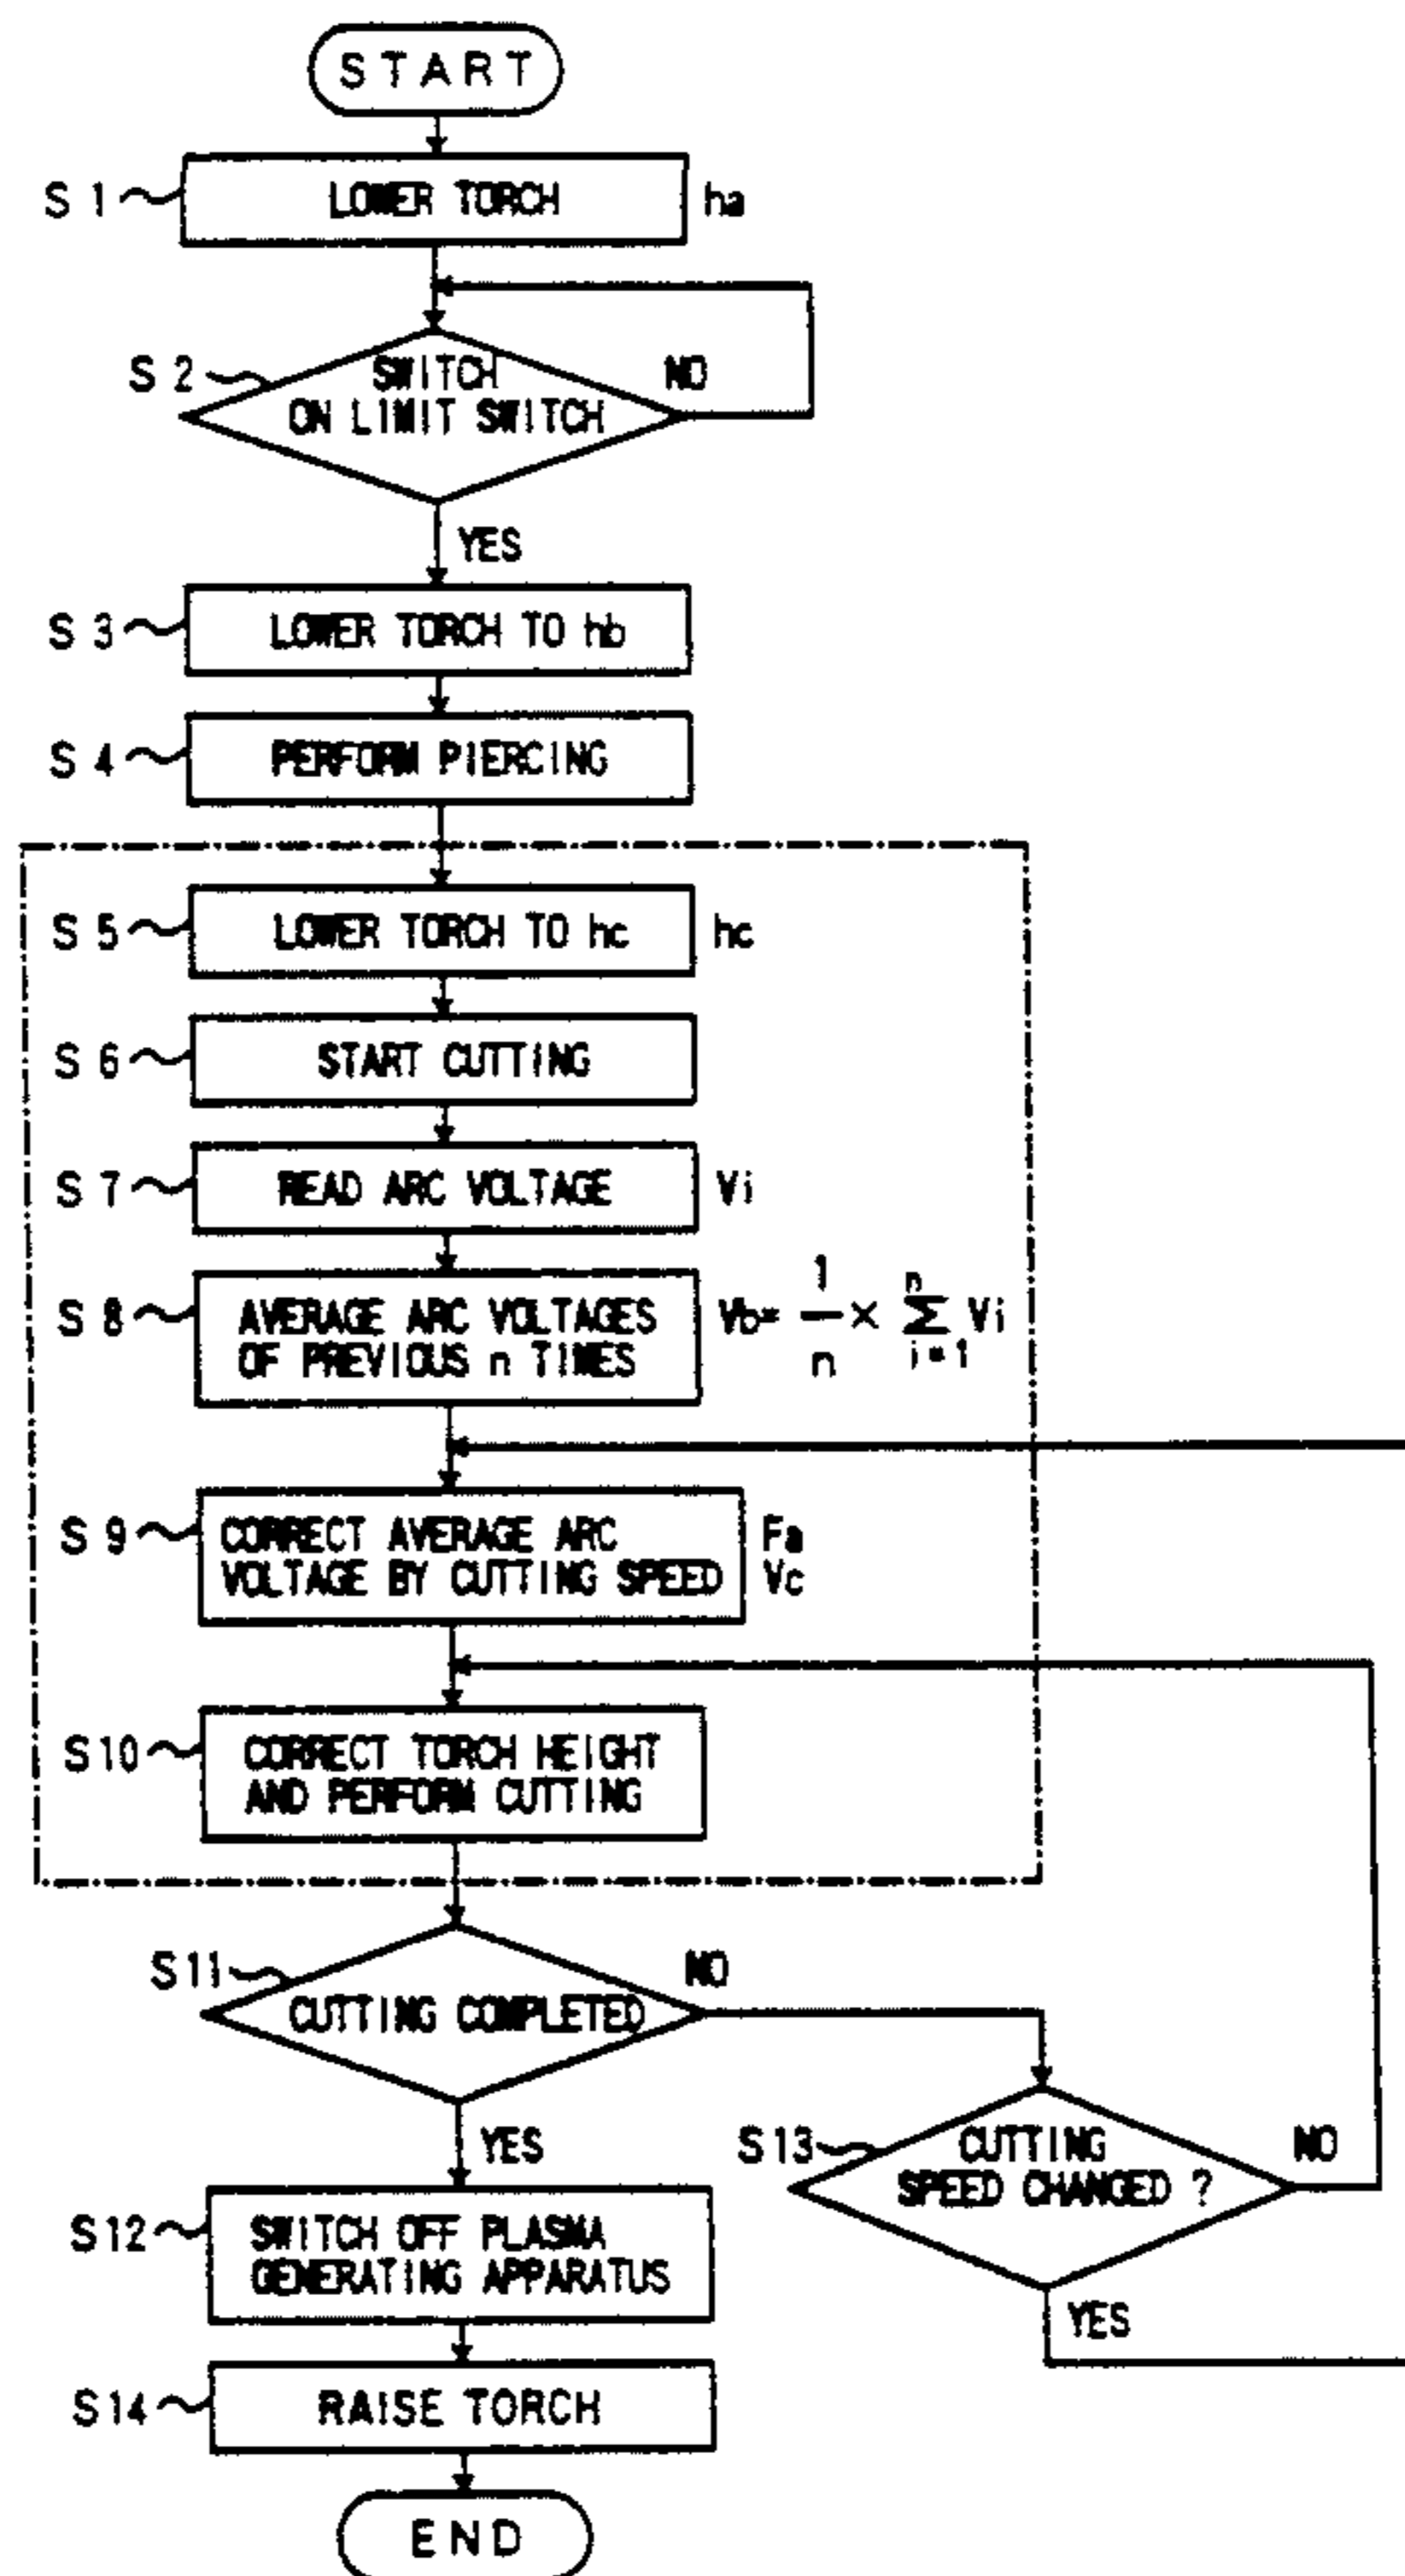 START
S 1 LOWER TORCH ha
S 2 SWITCH
ON LIMIT SWITCH
NO
YES
S 3 LOWER TORCH TO hb
S 4 PERFORM PIERCING
S 5 LOWER TORCH TO hc hc
S 6 START CUTTING
S 7 READ ARC VOLTAGE Vi
S 8 AVERAGE ARC VOLTAGES
OF PREVIOUS n TIMES
Vb= 1/n × n∑i=1 Vi
S 9 CORRECT AVERAGE ARC Fa
VOLTAGE BY CUTTING SPEED Vc
S10 CORRECT TORCH HEIGHT
AND PERFORM CUTTING
S11 CUTTING COMPLETED
NO
YES
S13 CUTTING
SPEED CHANGED ?
NO
YES
S12 SWITCH OFF PLASMA
GENERATING APPARATUS
S14 RAISE TORCH
END